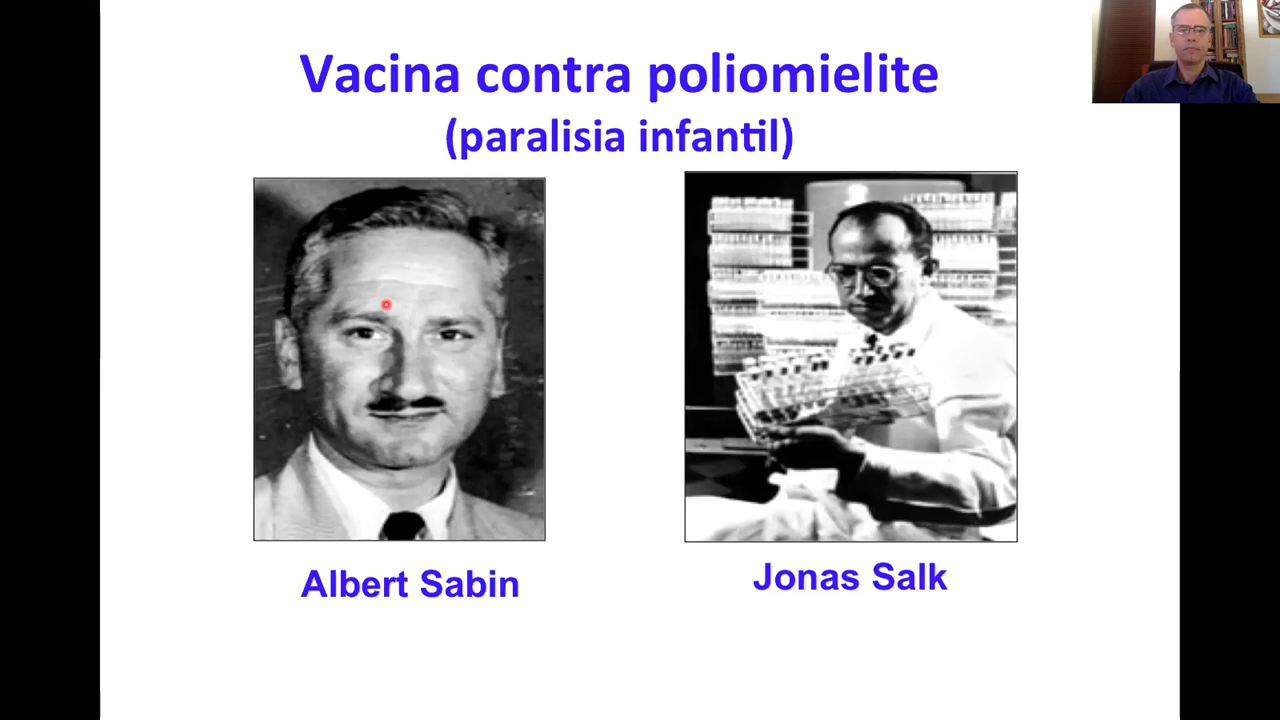 Vacina contra poliomielite
(paralisia infantil)
Albert Sabin
Jonas Salk